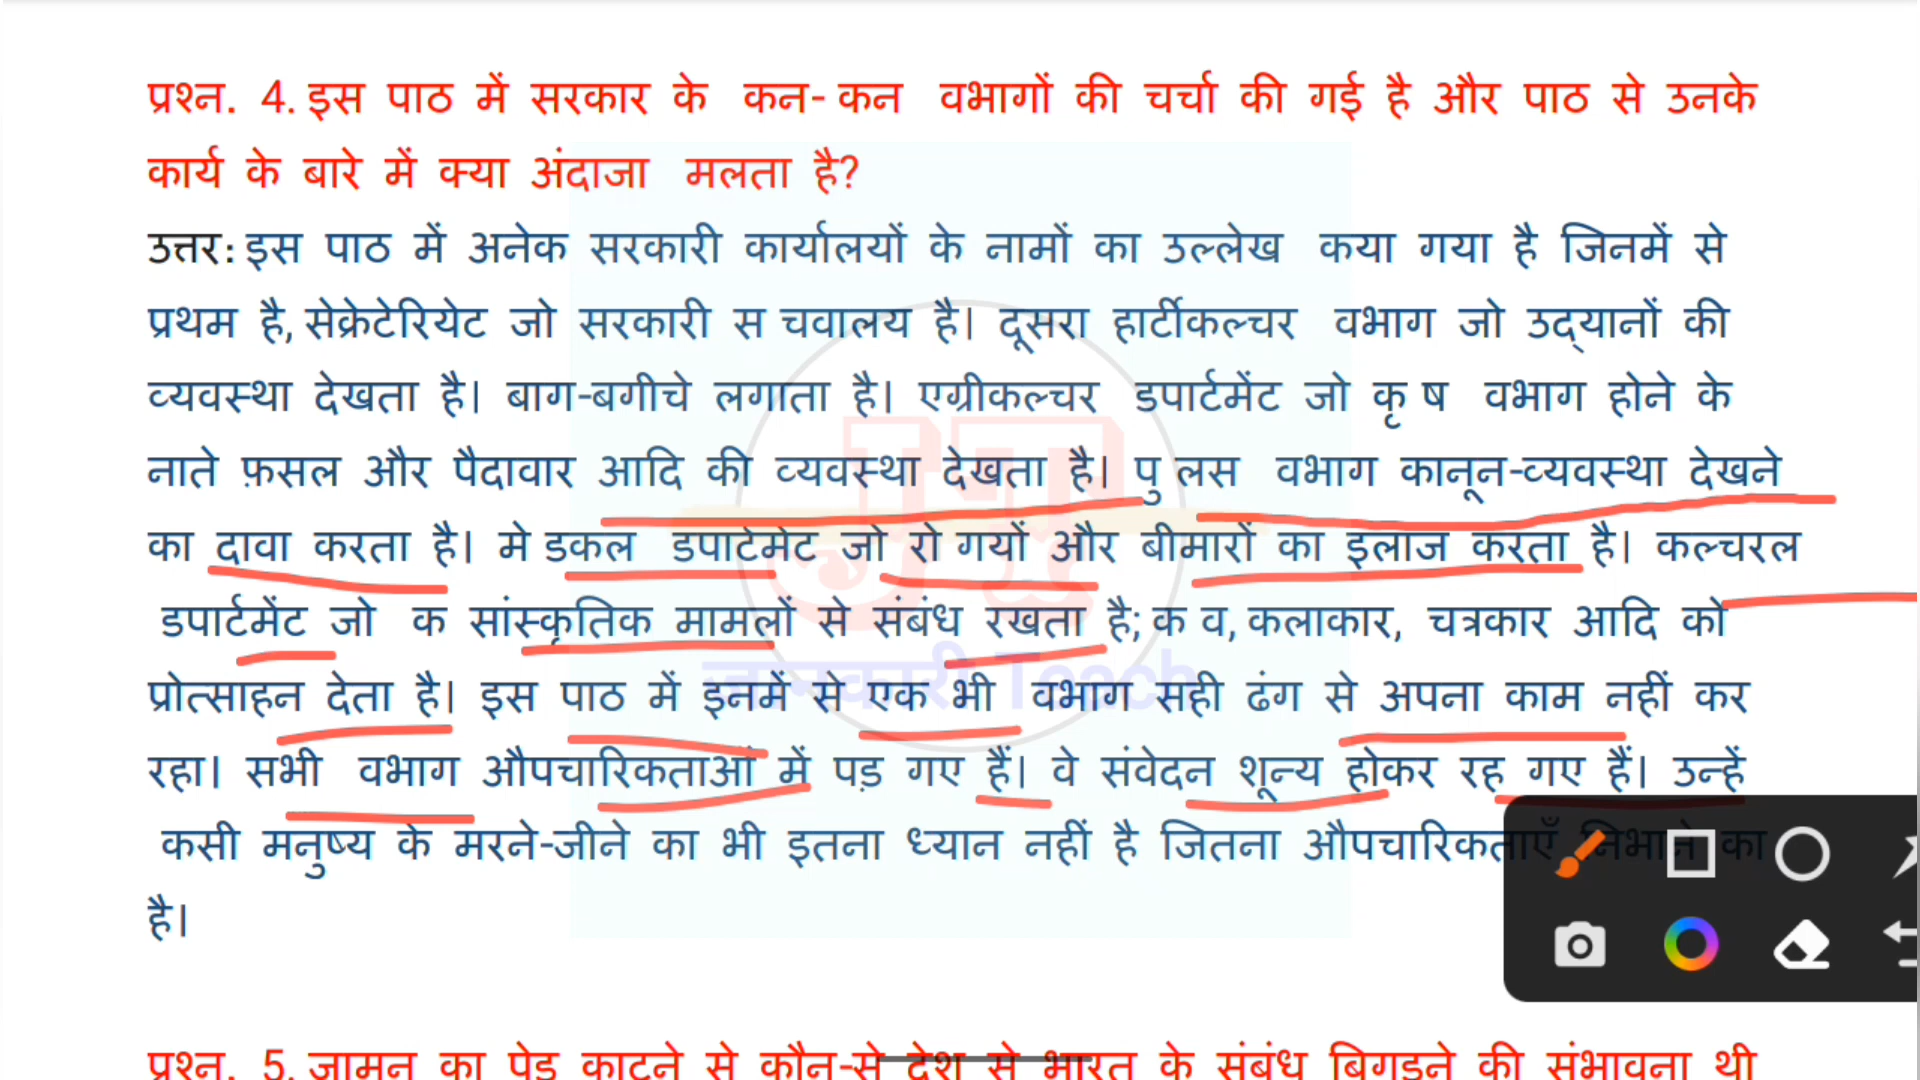 प्रश्न. 4. इस पाठ में सरकार के कन- कन वभागों की चर्चा की गई है और पाठ से उनके
कार्य के बारे में क्या अंदाजा मलता है?
उत्तर: इस पाठ में अनेक सरकारी कार्यालयों के नामों का उल्लेख कया गया है जिनमें से
प्रथम है, सेक्रेटेरियेट जो सरकारी स चवालय है। दूसरा हार्टीकल्चर वभाग जो उद्‌यानों की
व्यवस्था देखता है। बाग-बगीचे लगाता है। एग्रीकल्चर डपार्टमेंट जो कृ ष वभाग होने के
नाते फ़सल और पैदावार आदि की व्यवस्था देखता है। पु लस वभाग कानून-व्यवस्था देखने
का दावा करता है। मे डकल डपार्टमेंट जो रो गयों और बीमारों का इलाज करता है। कल्चरल
डपार्टमेंट जो क सांस्कृतिक मामलों से संबंध रखता है; क व, कलाकार, चत्रकार आदि को
प्रोत्साहन देता है। इस पाठ में इनमें से एक भी वभाग सही ढंग से अपना काम नहीं कर
रहा। सभी वभाग औपचारिकताओं में पड़ गए हैं। वे संवेदन शून्य होकर रह गए हैं। उन्हें
कसी मनुष्य के मरने-जीने का भी इतना ध्यान नहीं है जितना औपचारिकताएँ निभाने का
है।
जानकारी Teach
प्रश्न. 5. जामुन का पेड़ काटने से कौन-से देश से भारत के संबंध बिगड़ने की संभावना थी